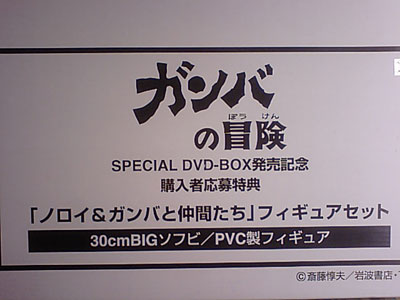 ガンバ
ぼう けん
の冒険
SPECIAL DVD-BOX発売記念
購入者応募特典
「ノロイ&ガンバと仲間たち」フィギュアセット
30cmBIGソフビ/PVC製フィギュア
©斎藤惇夫/岩波書店・